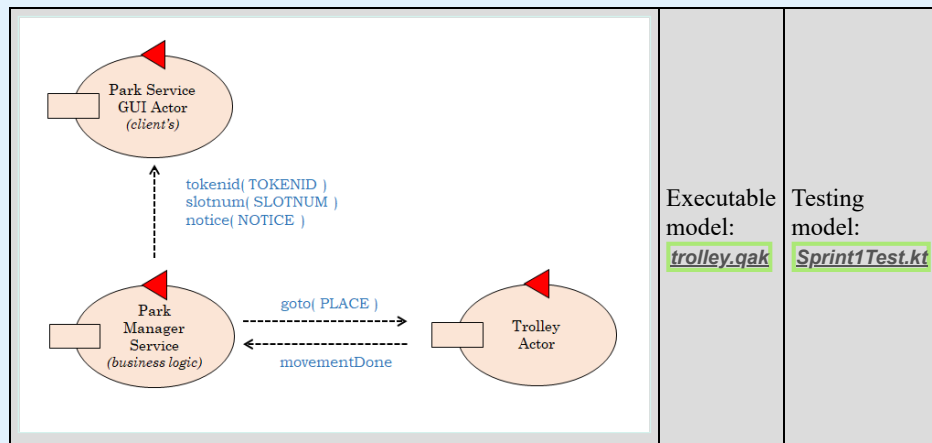 Park Service
GUI Actor
(client's)
tokenid( TOKENID )
slotnum( SLOTNUM )
notice( NOTICE )
Park
Manager
Service
(business logic)
goto( PLACE )
movementDone
Trolley
Actor
Executable
model:
trolley.qak
Testing
model:
Sprint1Test.kt